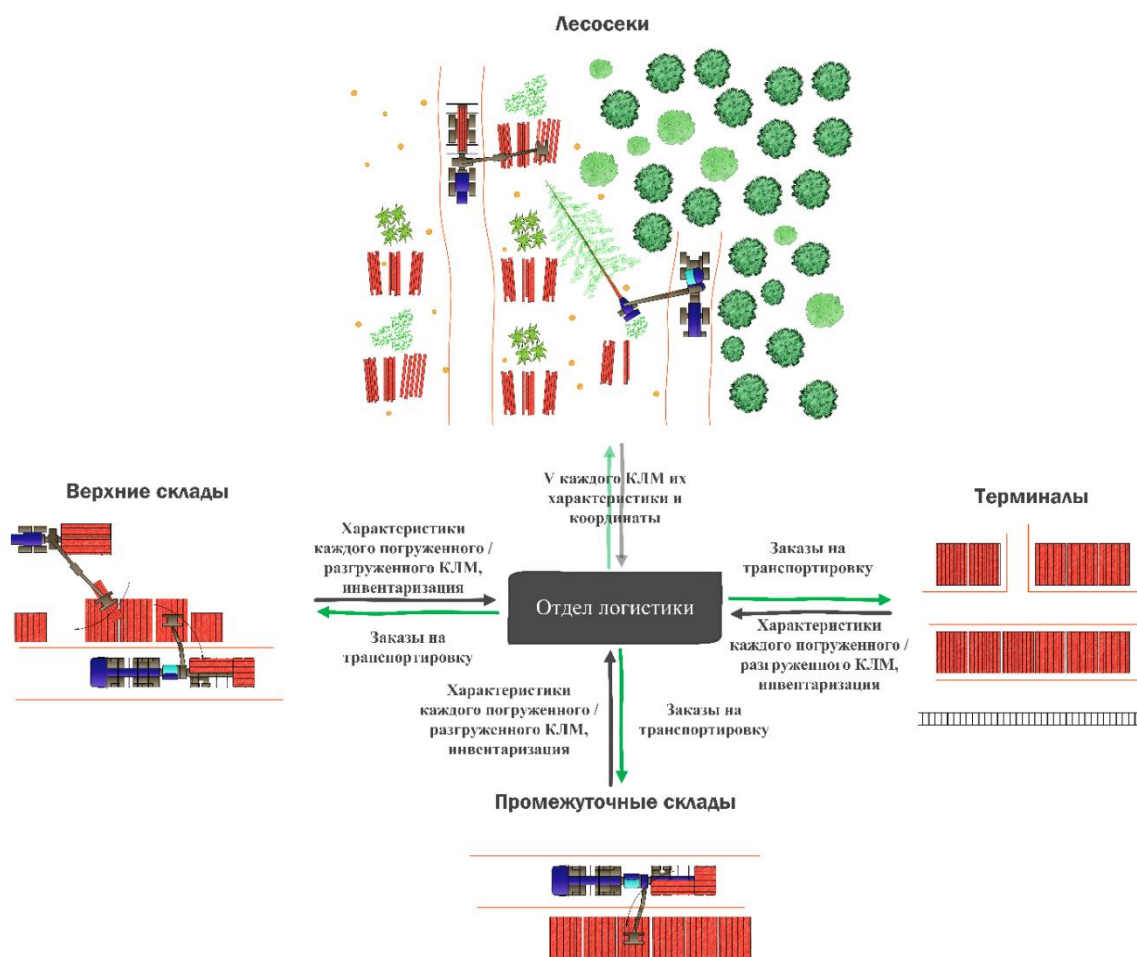 Лесосеки
V каждого КЛМ их
характеристики и
координаты
Верхние склады
Характеристики
каждого погруженного /
разгруженного КЛМ,
инвентаризация
Заказы на
транспортировку
Отдел логистики
Терминалы
Заказы на
транспортировку
Характеристики
каждого погруженного /
разгруженного КЛМ,
инвентаризация
Характеристики
каждого погруженного /
разгруженного КЛМ,
инвентаризация
Заказы на
транспортировку
Промежуточные склады